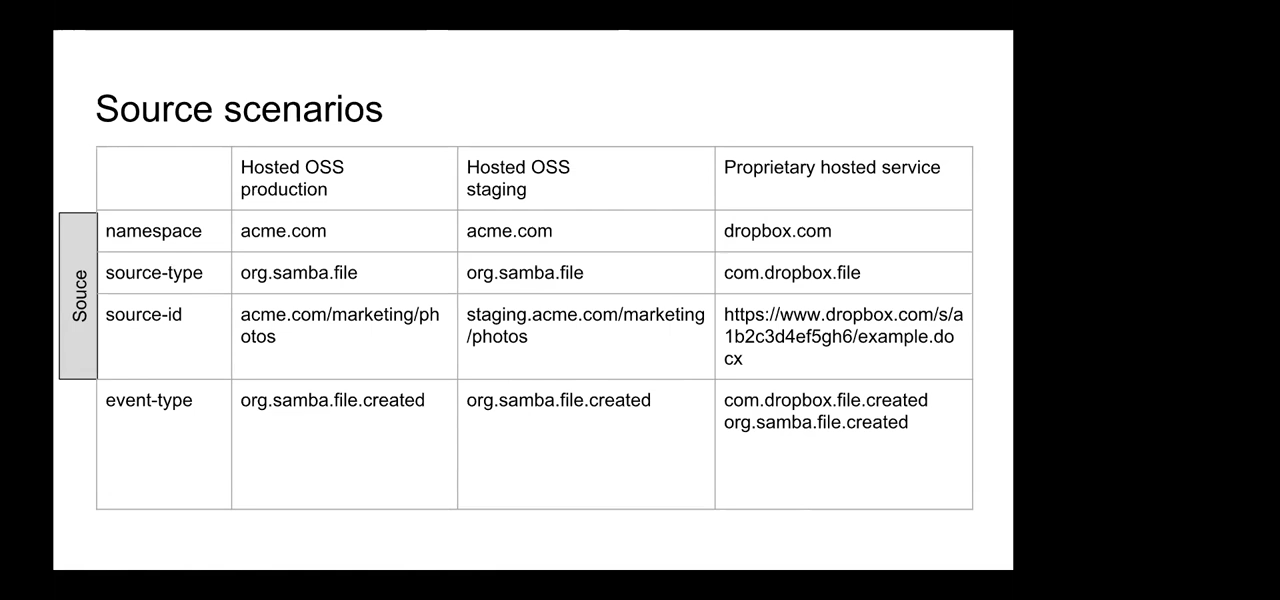 Source scenarios
Hosted OSS
production
Hosted OSS
staging
Proprietary hosted service
Souce
namespace
acme.com
acme.com
dropbox.com
source-type
org.samba.file
org.samba.file
com.dropbox.file
source-id
acme.com/marketing/ph
otos
staging.acme.com/marketing
/photos
https://www.dropbox.com/s/a
1b2c3d4ef5gh6/example.do
cx
event-type
org.samba.file.created
org.samba.file.created
com.dropbox.file.created
org.samba.file.created